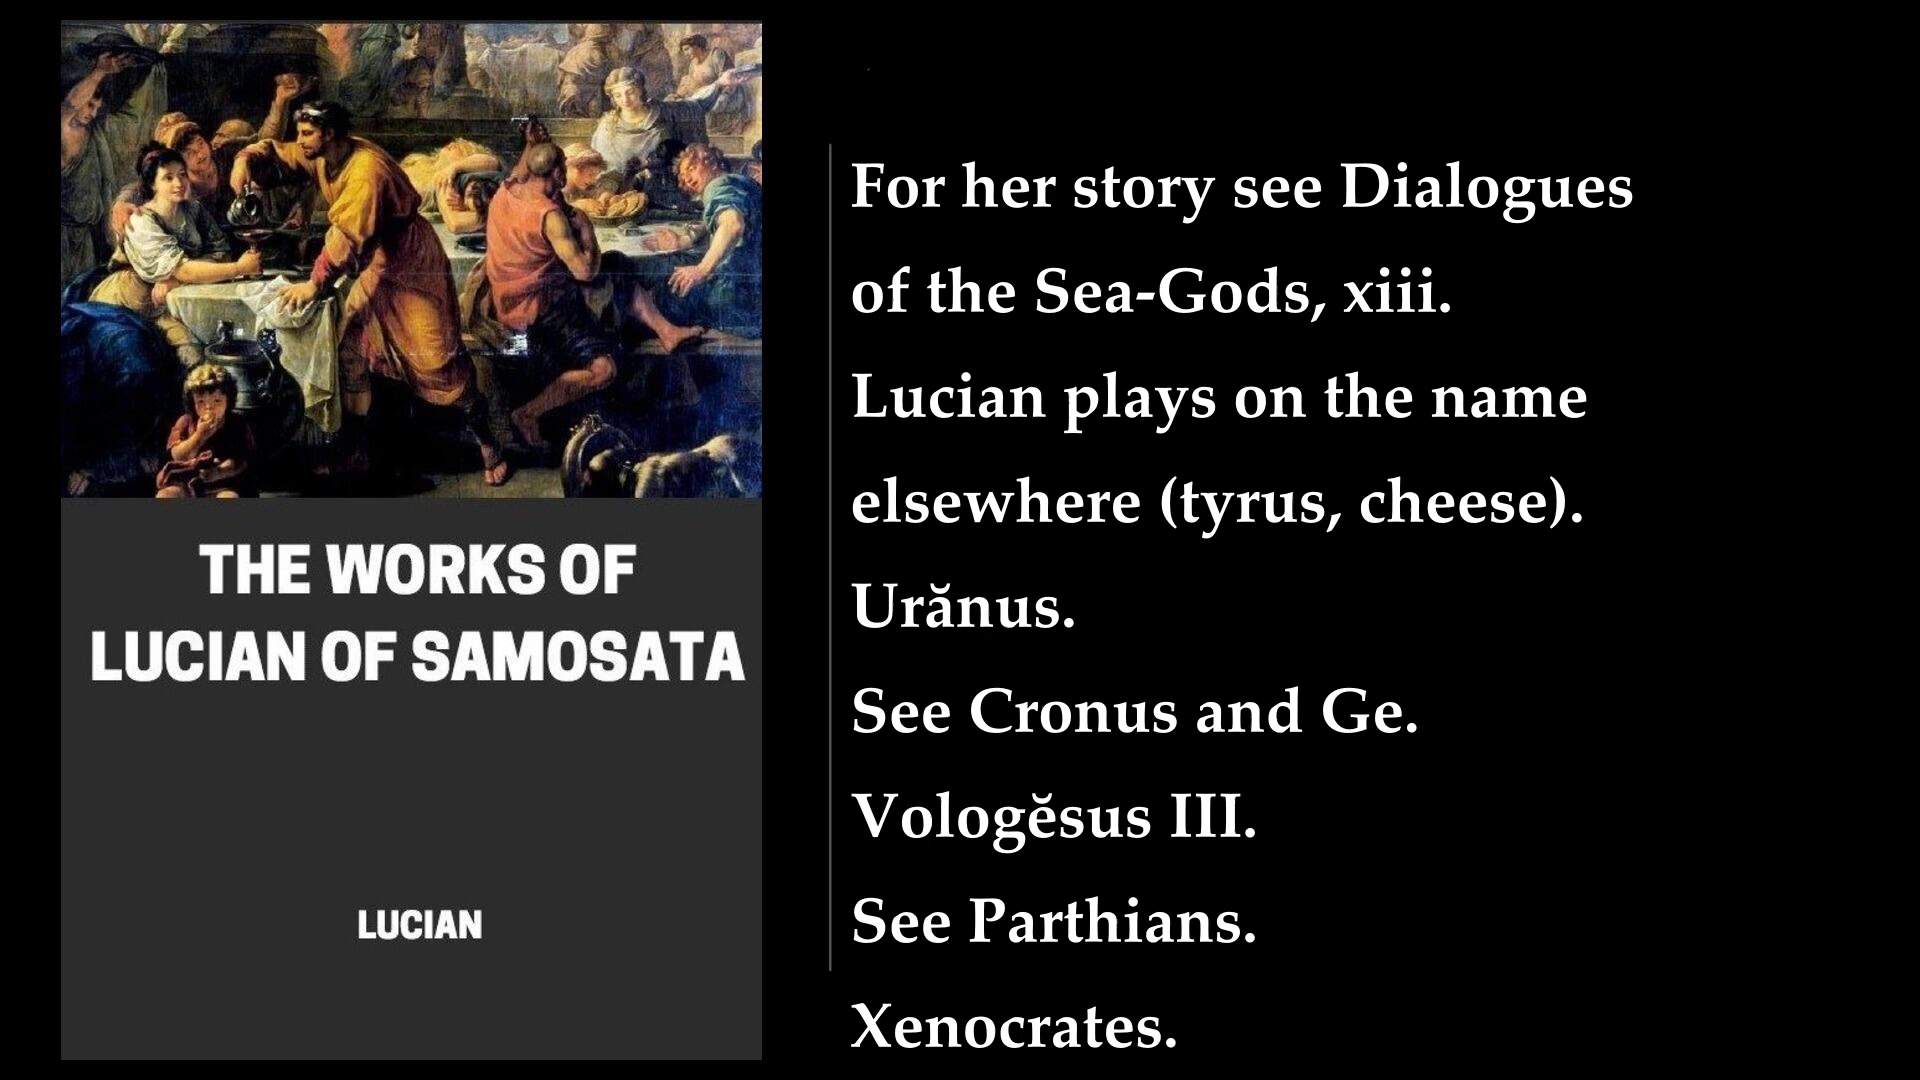 THE WORKS OF
LUCIAN OF SAMOSATA
LUCIAN
For her story see Dialogues
of the Sea-Gods, xiii.
Lucian plays on the name
elsewhere (tyrus, cheese).
Urănus.
See Cronus and Ge.
Vologĕsus III.
See Parthians.
Xenocrates.